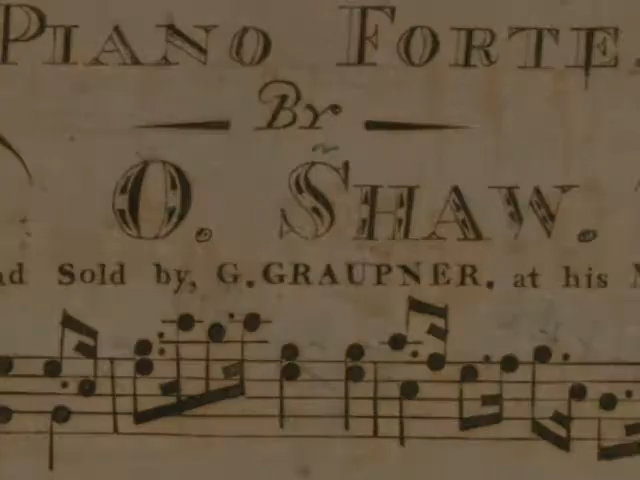 PIANO FORTE.
By
O. SHAW.
Sold by, G. GRAUPNER. at his